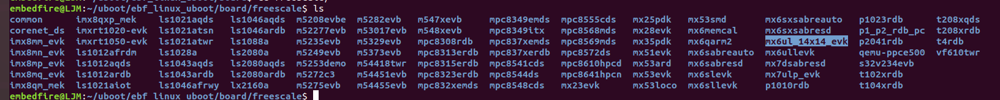 embedfire@LJM:~/uboot/ebf_linux_uboot/board/freescale$ ls
common imx8qxp_mek ls1021aqds ls1046aqds m5208evbe m5282evb m547xevb mpc8349emds mpc8555cds mx25pdk mx53smd mx6sxsabreauto p1023rdb t208xqds
corenet_ds imxrt1020-evk ls1021atsn ls1046ardb m52277evb m53017evb m548xevb mpc8349itx mpc8568mds mx28evk mx6memcal mx6sxsabresd p1_p2_rdb_pc t208xrdb
imx8mm_evk imxrt1050-evk ls1021atwr ls1088a m5235evb m5329evb mpc8308rdb mpc837xemds mpc8569mds mx35pdk mx6qarm2 mx6ul_14x14_evk p2041rdb t4rdb
imx8mn_evk ls1012afrdm ls1028a ls2080a m5249evb m5373evb mpc8313erdb mpc837xerdb mpc8572ds mx51evk mx6sabreauto mx6ullevk qemu-ppce500 vf610twr
imx8mp_evk ls1012aqds ls1043aqds ls2080aqds m5253demo m54418twr mpc8315erdb mpc8541cds mpc8610hpcd mx53ard mx6sabresd mx7dsabresd s32v234evb
imx8mq_evk ls1012ardb ls1043ardb ls2080ardb m5272c3 m54451evb mpc8323erdb mpc8544ds mpc8641hpcn mx53evk mx6slevk mx7ulp_evk t102xrdb
imx8qm_mek ls1021aiot ls1046afrwy lx2160a m5275evb m54455evb mpc832xemds mpc8548cds mx23evk mx53loco mx6sllevk p1010rdb t104xrdb
embedfire@LJM:~/uboot/ebf_linux_uboot/board/freescale$